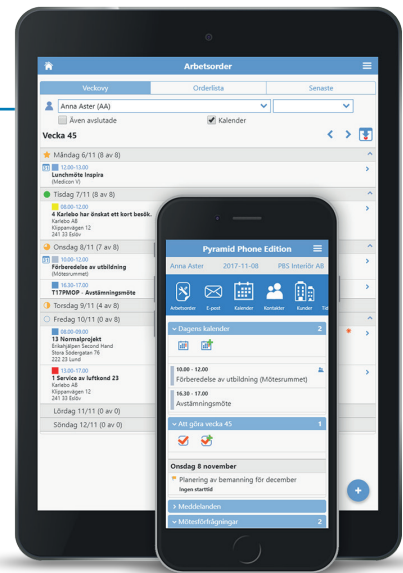 Arbetsorder
Veckovy
Orderlista
Senaste
Anna Aster (AA)
Även avslutade
Kalender
Vecka 45
Måndag 6/11 (8 av 8)
12.00-13.00
Lunchmöte Inspira
(Medicon V)
Tisdag 7/11 (8 av 8)
08.00-12.00
4 Karlebo har önskat ett kort besök.
Karlebo AB
Klippanvägen 12
241 33 Eslöv
Onsdag 8/11 (7 av 8)
10.00-12.00
Förberedelse av utbildning
(Mötesrummet)
16.30-17.00
T17PMOP - Avstämningsmöte
Torsdag 9/11 (4 av 8)
Fredag 10/11 (0 av 8)
08.00-09.00
13 Normalprojekt
Erikshjälpen Second Hand
Stora Södergatan 76
222 23 Lund
13.00-17.00
1 Service av luftkond 23
Karlebo AB
Klippanvägen 12
241 33 Eslöv
Lördag 11/11 (0 av 0)
Söndag 12/11 (0 av 0)
Pyramid Phone Edition
Anna Aster
2017-11-08
PBS Interiör AB
Arbetsorder
E-post
Kalender
Kontakter
Kunder
Tid
Dagens kalender
2
10.00 - 12.00
Förberedelse av utbildning (Mötesrummet)
16.30 - 17.00
Avstämningsmöte
Att göra vecka 45
1
Onsdag 8 november
Planering av bemanning för december
Ingen starttid
Meddelanden
Mötesförfrågningar
2